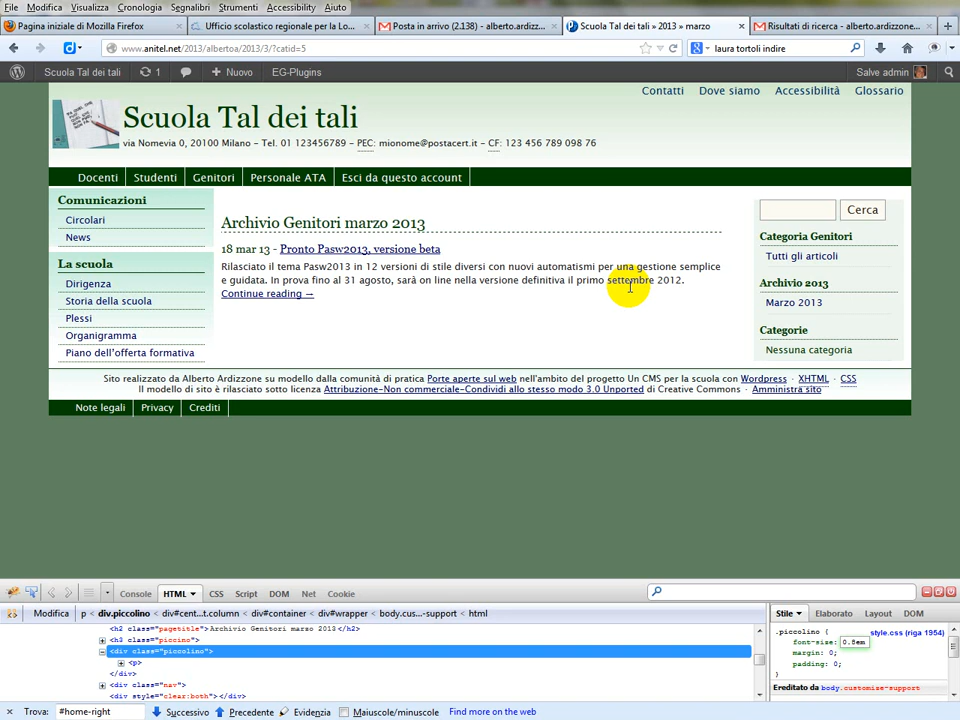 File Modifica Visualizza Cronologia Segnalibri Strumenti Accessibility Aiuto
Pagina iniziale di Mozilla Firefox × Ufficio scolastico regionale per la Lo... × Posta in arrivo (2.138) - alberto.ardizz... × Scuola Tal dei tali » 2013 » marzo × Risultati di ricerca - alberto.ardizzone... × +
www.anitel.net/2013/albertoa/2013/3/?catid=5
laura tortoli indire
Scuola Tal dei tali 1 + Nuovo EG-Plugins Salve admin
Contatti Dove siamo Accessibilità Glossario
Scuola Tal dei tali
via Nomevia 0, 20100 Milano - Tel. 01 123456789 - PEC: mionome@postacert.it - CF: 123 456 789 098 76
Docenti Studenti Genitori Personale ATA Esci da questo account
Comunicazioni
Circolari
News
La scuola
Dirigenza
Storia della scuola
Plessi
Organigramma
Piano dell'offerta formativa
Archivio Genitori marzo 2013
18 mar 13 - Pronto Pasw2013, versione beta
Rilasciato il tema Pasw2013 in 12 versioni di stile diversi con nuovi automatismi per una gestione semplice
e guidata. In prova fino al 31 agosto, sarà on line nella versione definitiva il primo settembre 2012.
Continue reading →
Cerca
Categoria Genitori
Tutti gli articoli
Archivio 2013
Marzo 2013
Categorie
Nessuna categoria
Sito realizzato da Alberto Ardizzone su modello dalla comunità di pratica Porte aperte sul web nell'ambito del progetto Un CMS per la scuola con Wordpress · XHTML · CSS
Il modello di sito è rilasciato sotto licenza Attribuzione-Non commerciale-Condividi allo stesso modo 3.0 Unported di Creative Commons · Amministra sito
Note legali Privacy Crediti
Console HTML CSS Script DOM Net Cookie
Modifica p < div.piccolino < div#cent...t.column < div#container < div#wrapper < body.cus...-support < html
Stile Elaborato Layout DOM
<h2 class="pagetitle">Archivio Genitori marzo 2013</h2>
<h3 class="piccino">
<div class="piccolino">
<p>
</div>
<div class="nav">
<div style="clear:both"></div>
.piccolino { style.css (riga 1954)
font-size: 0.8em
margin: 0;
padding: 0;
}
Ereditato da body.customize-support
× Trova: #home-right Successivo Precedente Evidenzia Maiuscole/minuscole Find more on the web